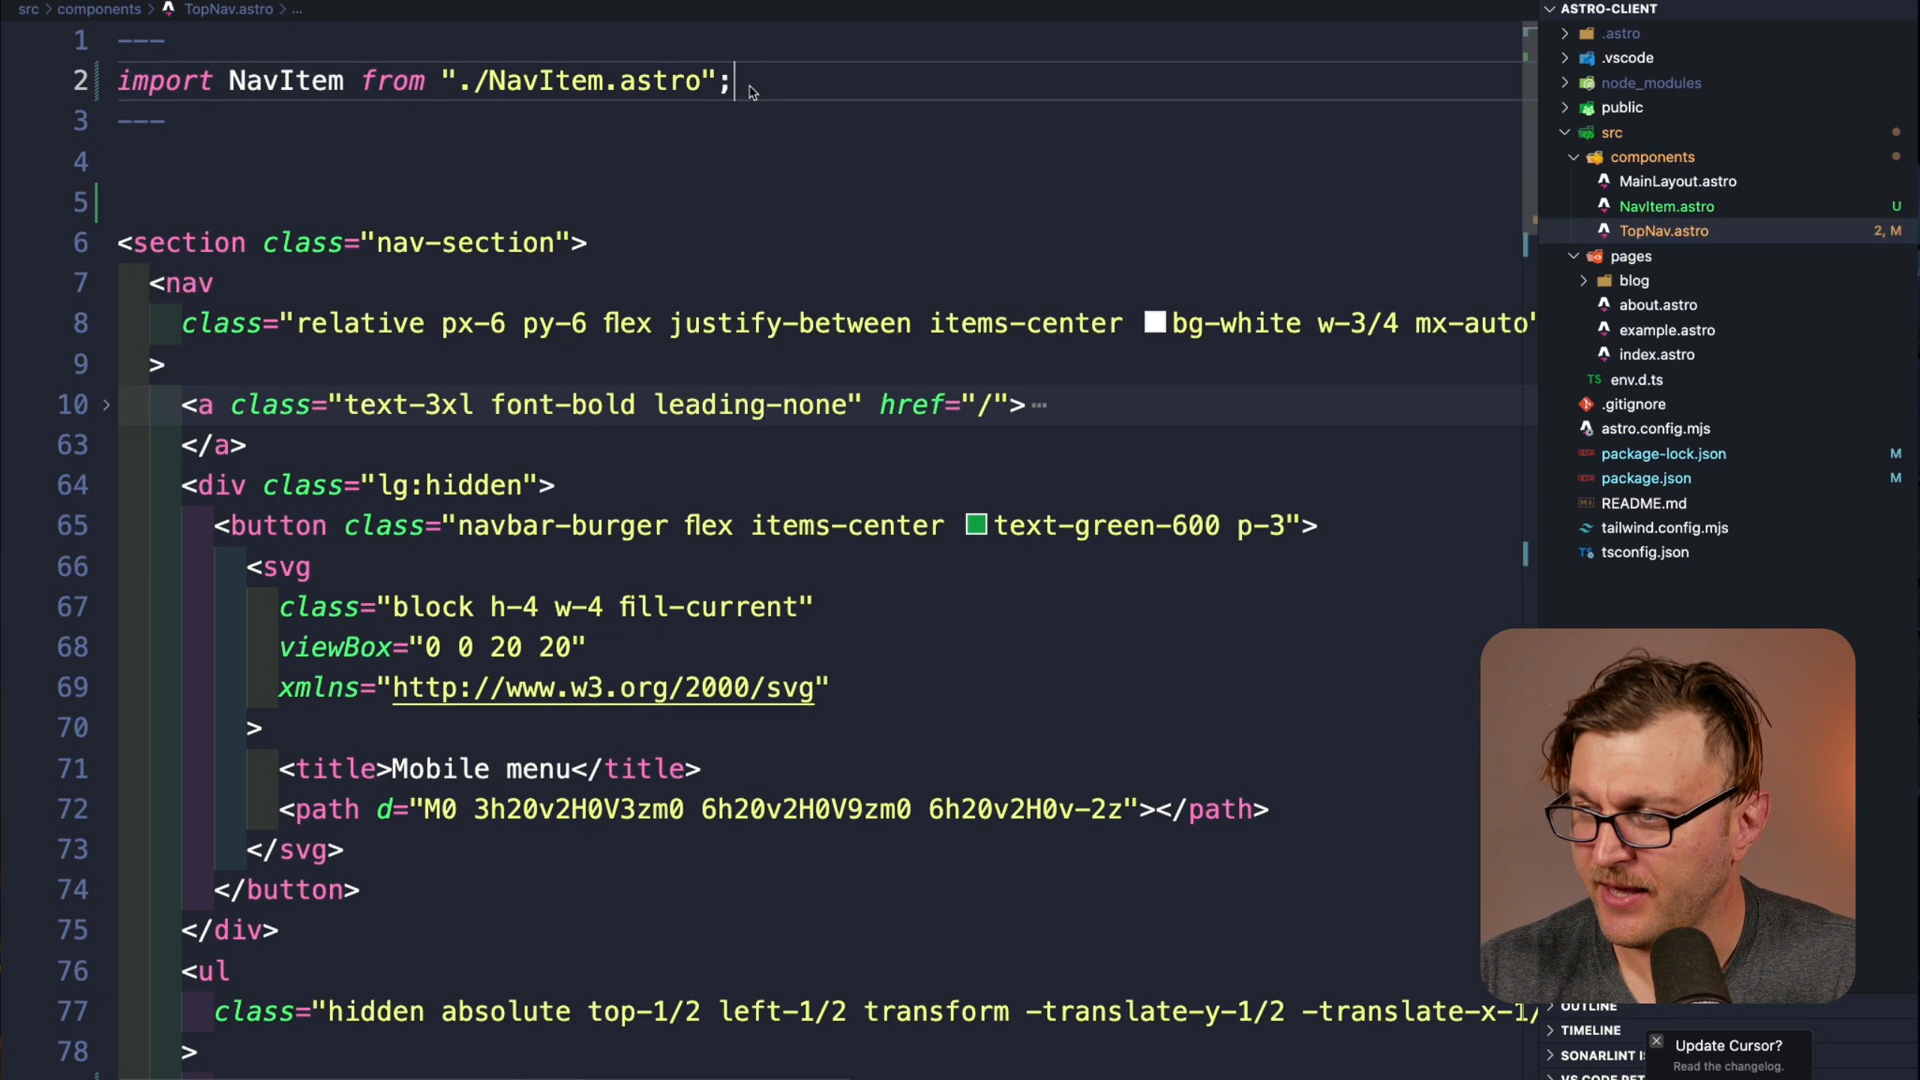 src > components > TopNav.astro > ...
1 ---
2 import NavItem from "./NavItem.astro";
3 ---
4
5
6 <section class="nav-section">
7 <nav
8 class="relative px-6 py-6 flex justify-between items-center bg-white w-3/4 mx-auto"
9 >
10 <a class="text-3xl font-bold leading-none" href="/"> ...
63 </a>
64 <div class="lg:hidden">
65 <button class="navbar-burger flex items-center text-green-600 p-3">
66 <svg
67 class="block h-4 w-4 fill-current"
68 viewBox="0 0 20 20"
69 xmlns="http://www.w3.org/2000/svg"
70 >
71 <title>Mobile menu</title>
72 <path d="M0 3h20v2H0V3zm0 6h20v2H0V9zm0 6h20v2H0v-2z"></path>
73 </svg>
74 </button>
75 </div>
76 <ul
77 class="hidden absolute top-1/2 left-1/2 transform -translate-y-1/2 -translate-x-1/
78 >
ASTRO-CLIENT
.astro
.vscode
node_modules
public
src
components
MainLayout.astro
NavItem.astro U
TopNav.astro 2, M
pages
blog
about.astro
example.astro
index.astro
TS env.d.ts
.gitignore
astro.config.mjs
package-lock.json M
package.json M
README.md
tailwind.config.mjs
tsconfig.json
OUTLINE
TIMELINE
SONARLINT
Update Cursor?
Read the changelog.